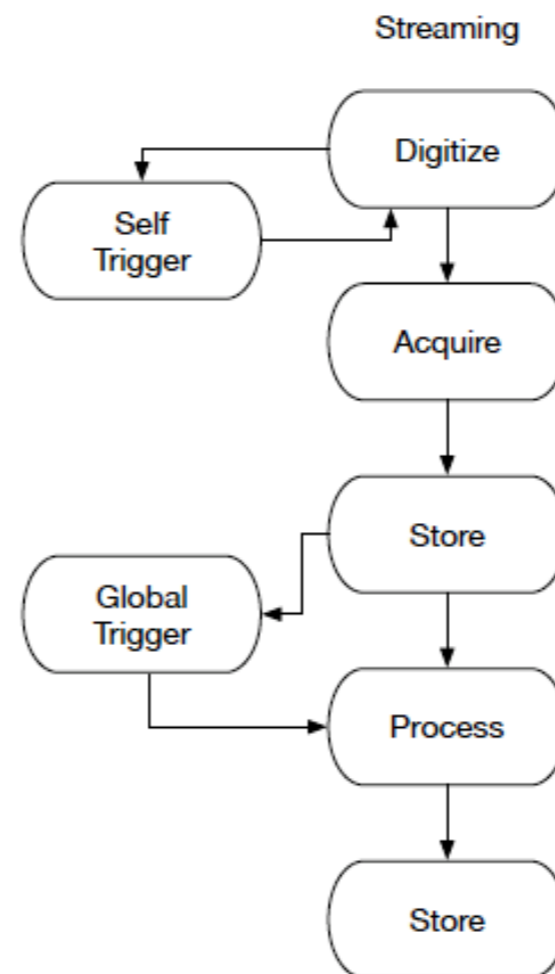 Streaming
Digitize
Self
Trigger
Acquire
Store
Global
Trigger
Process
Store